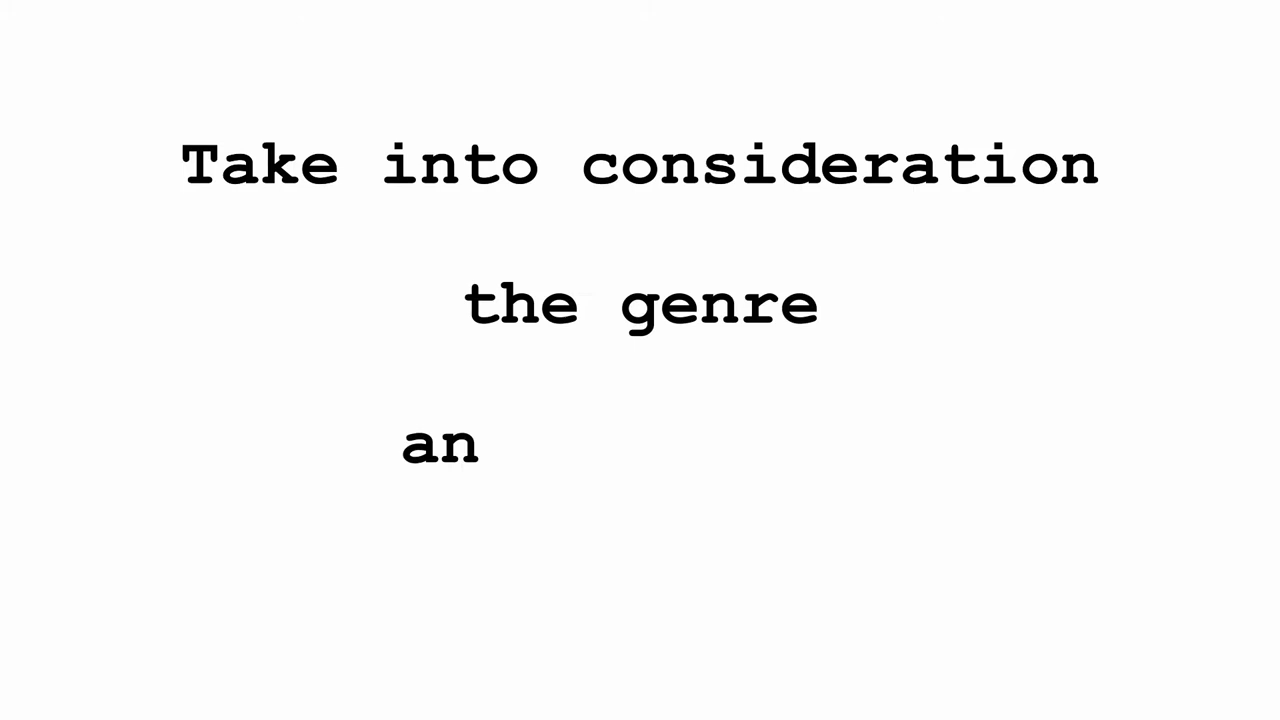 Take into consideration
the genre
an